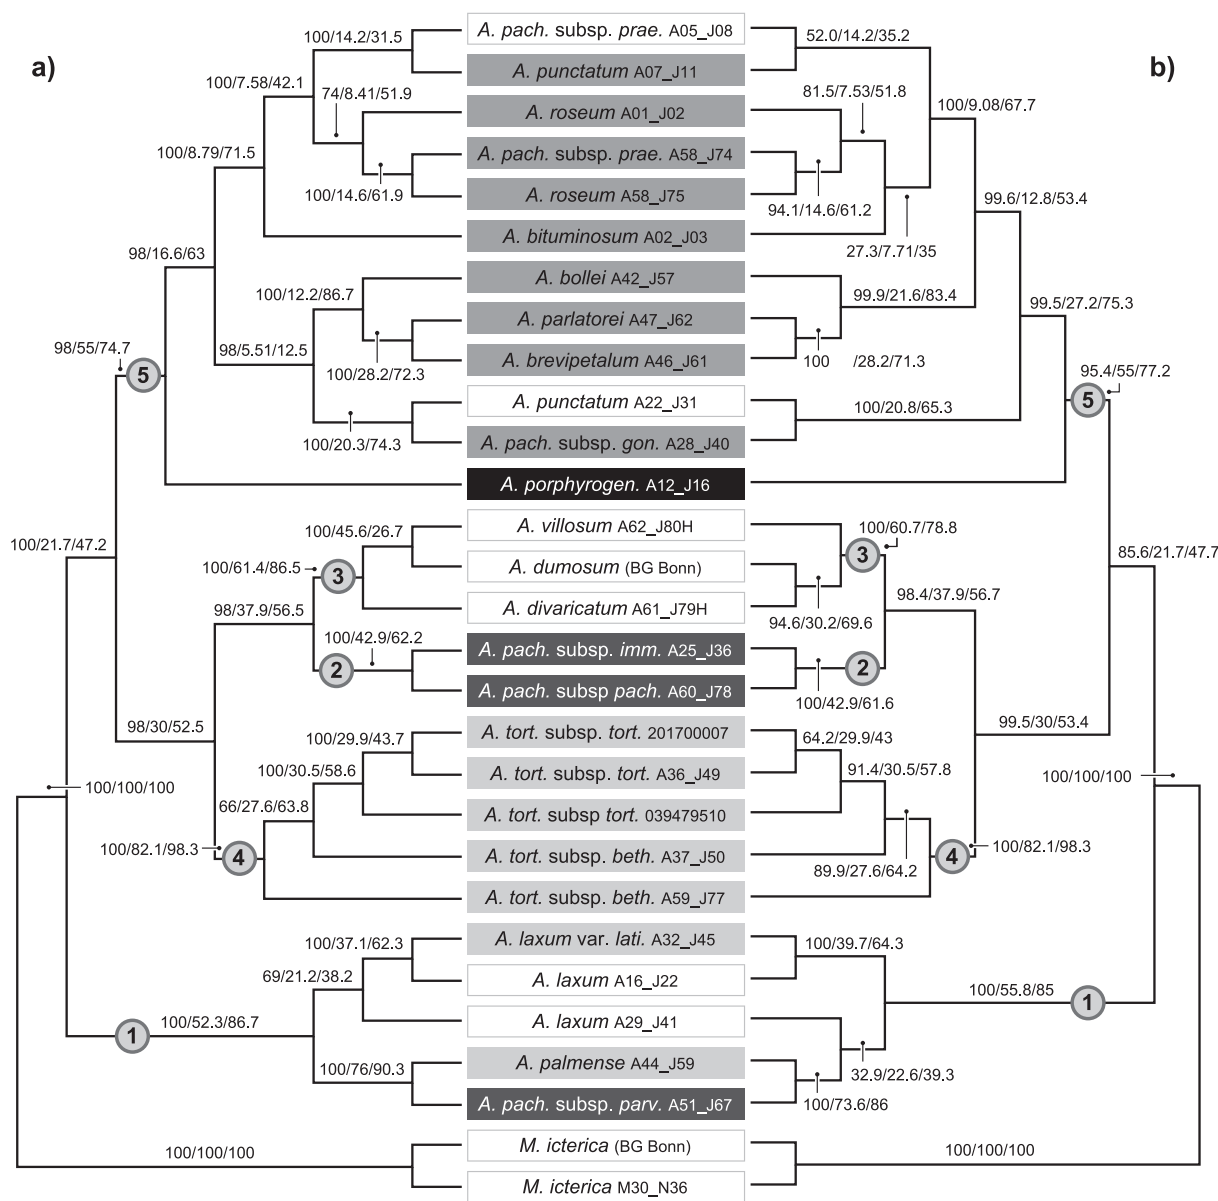 a)
b)
100/14.2/31.5
A. pach. subsp. prae. A05_J08
52.0/14.2/35.2
100/7.58/42.1
74/8.41/51.9
A. punctatum A07_J11
81.5/7.53/51.8
A. roseum A01_J02
100/9.08/67.7
100/8.79/71.5
A. pach. subsp. prae. A58_J74
100/14.6/61.9
A. roseum A58_J75
94.1/14.6/61.2
99.6/12.8/53.4
98/16.6/63
A. bituminosum A02_J03
27.3/7.71/35
A. bollei A42_J57
100/12.2/86.7
99.9/21.6/83.4
99.5/27.2/75.3
A. parlatorei A47_J62
98/55/74.7
98/5.51/12.5
100/28.2/72.3
A. brevipetalum A46_J61
100 /28.2/71.3
5
95.4/55/77.2
5
A. punctatum A22_J31
100/20.8/65.3
100/20.3/74.3
A. pach. subsp. gon. A28_J40
A. porphyrogen. A12_J16
100/45.6/26.7
A. villosum A62_J80H
100/60.7/78.8
100/21.7/47.2
85.6/21.7/47.7
3
3
100/61.4/86.5
A. dumosum (BG Bonn)
98/37.9/56.5
A. divaricatum A61_J79H
94.6/30.2/69.6
98.4/37.9/56.7
100/42.9/62.2
A. pach. subsp. imm. A25_J36
2
2
A. pach. subsp pach. A60_J78
100/42.9/61.6
98/30/52.5
99.5/30/53.4
100/29.9/43.7
A. tort. subsp. tort. 201700007
64.2/29.9/43
100/30.5/58.6
A. tort. subsp. tort. A36_J49
91.4/30.5/57.8
100/100/100
100/100/100
66/27.6/63.8
A. tort. subsp tort. 039479510
100/82.1/98.3
4
A. tort. subsp. beth. A37_J50
89.9/27.6/64.2
4
100/82.1/98.3
A. tort. subsp. beth. A59_J77
100/37.1/62.3
A. laxum var. lati. A32_J45
100/39.7/64.3
69/21.2/38.2
A. laxum A16_J22
100/55.8/85
1
1
100/52.3/86.7
A. laxum A29_J41
100/76/90.3
A. palmense A44_J59
32.9/22.6/39.3
A. pach. subsp. parv. A51_J67
100/73.6/86
100/100/100
M. icterica (BG Bonn)
100/100/100
M. icterica M30_N36